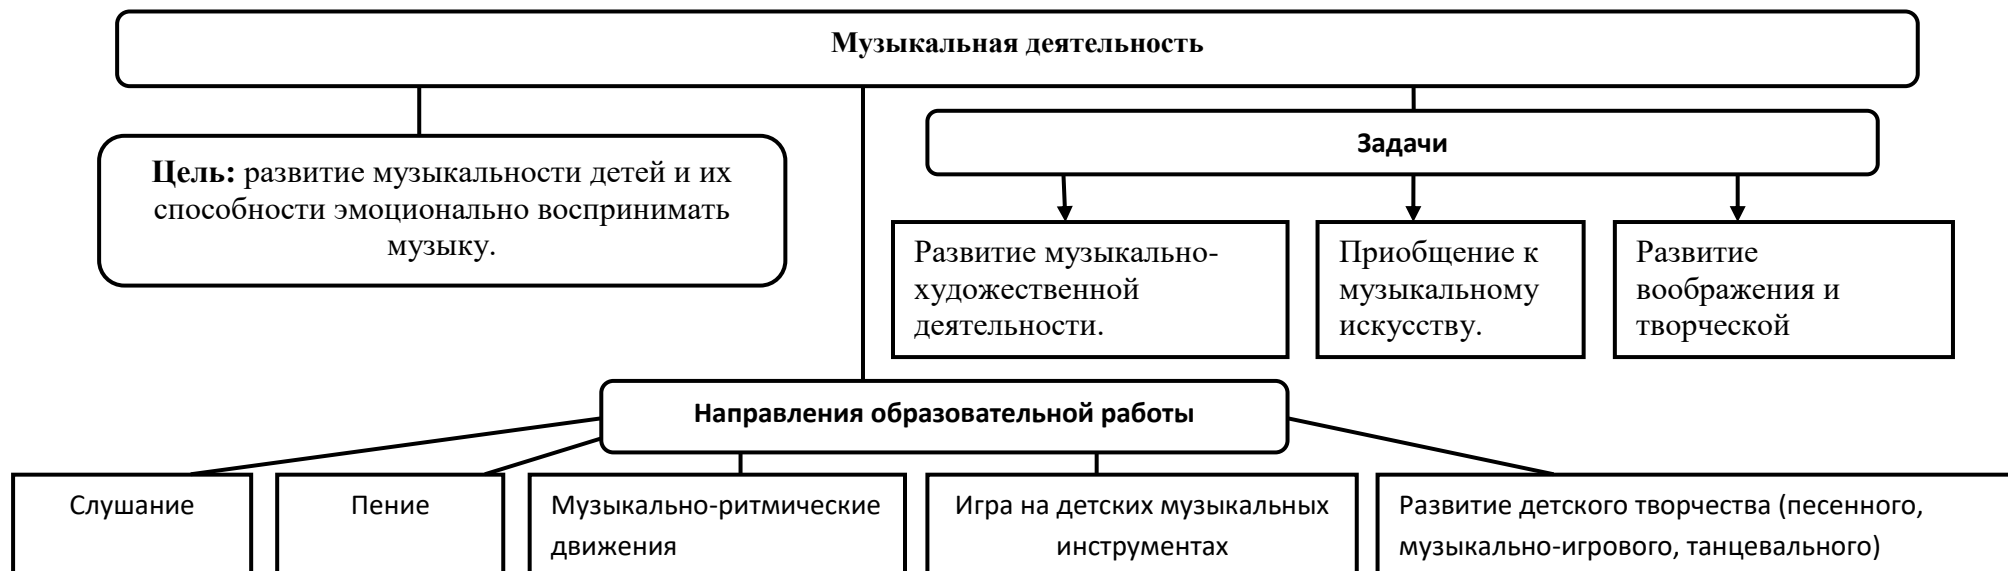 Музыкальная деятельность
Цель: развитие музыкальности детей и их
способности эмоционально воспринимать
музыку.
Задачи
Развитие музыкально-
художественной
деятельности.
Приобщение к
музыкальному
искусству.
Развитие
воображения и
творческой
Направления образовательной работы
Слушание
Пение
Музыкально-ритмические
движения
Игра на детских музыкальных
инструментах
Развитие детского творчества (песенного,
музыкально-игрового, танцевального)